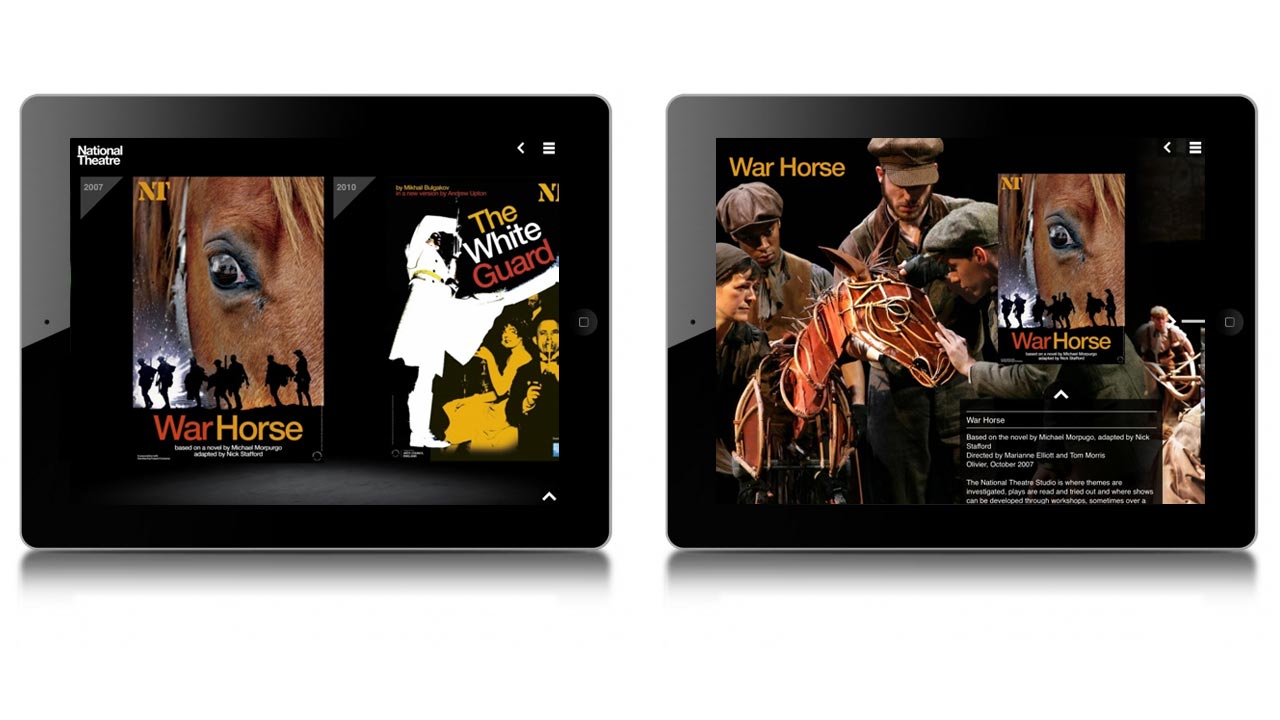 National
Theatre
2007
NT
War Horse
based on a novel by Michael Morpurgo
adapted by Nick Stafford
2010
by Mikhail Bulgakov
in a new version by Andrew Upton
NT
The
White
Guard
War Horse
NT
War Horse
based on a novel by Michael Morpurgo
adapted by Nick Stafford
War Horse
Based on the novel by Michael Morpugo, adapted by Nick
Stafford
Directed by Marianne Elliott and Tom Morris
Olivier, October 2007
The National Theatre Studio is where themes are
investigated, plays are read and tried out and where shows
can be developed through workshops, sometimes over a